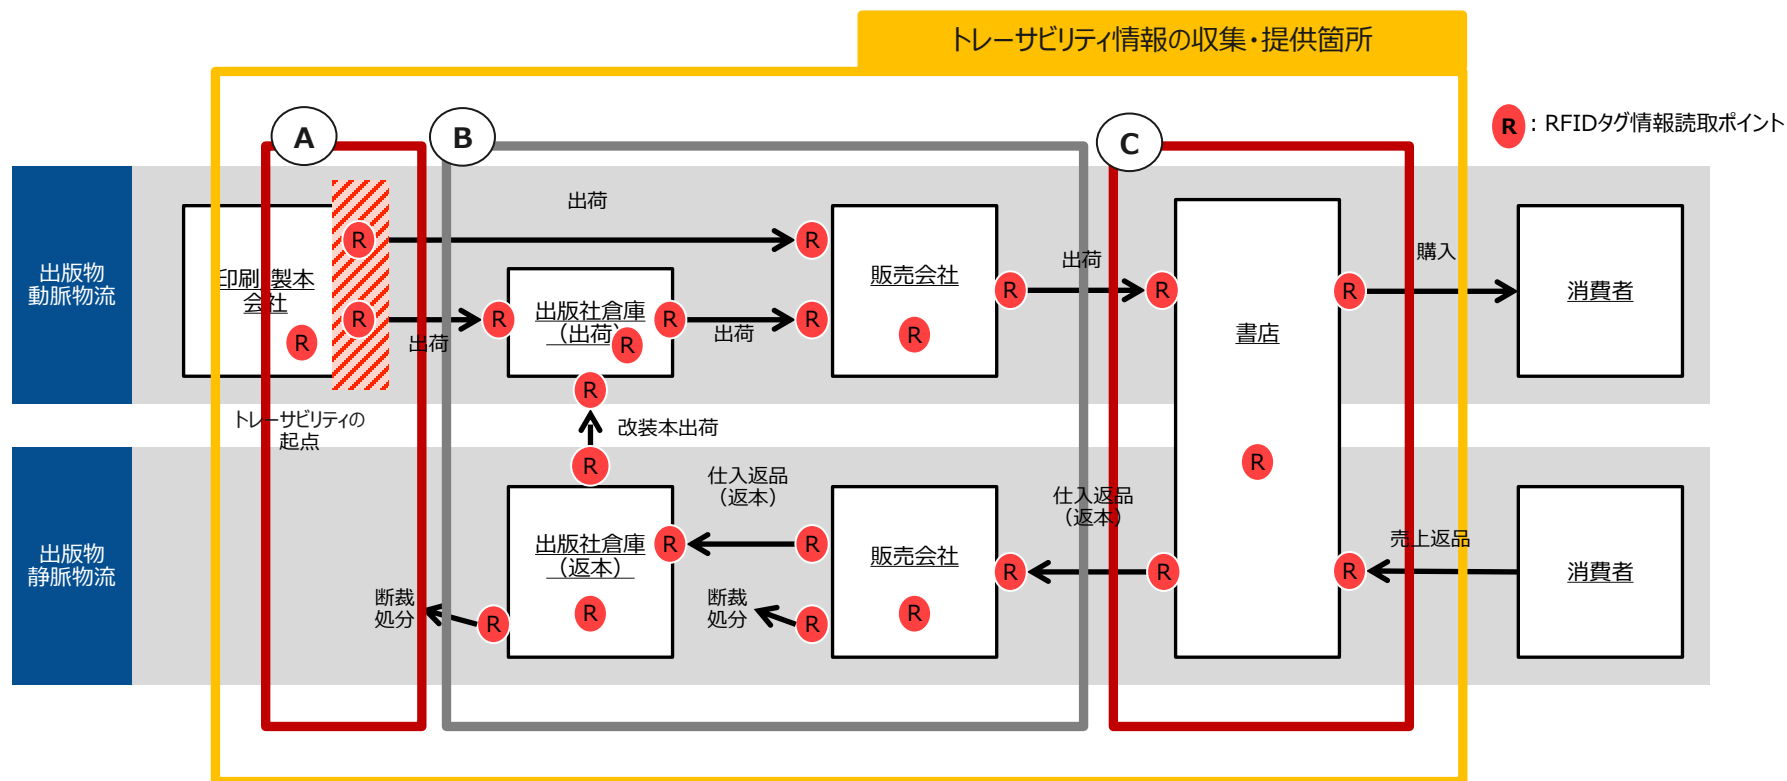 トレーサビリティ情報の収集・提供箇所
R
: RFIDタグ情報読取ポイント
A
B
C
出版物
動脈物流
印刷 製本
会社
R
R
R
トレーサビリティの
起点
出荷
出荷
R
出版社倉庫
（出荷）
R
R
R
出荷
R
R
販売会社
R
R
出荷
R
書店
R
R
購入
消費者
改装本出荷
出版物
静脈物流
R
出版社倉庫
（返本）
R
R
R
断裁
処分
仕入返品
（返本）
R
R
断裁
処分
販売会社
R
R
仕入返品
（返本）
R
R
売上返品
消費者